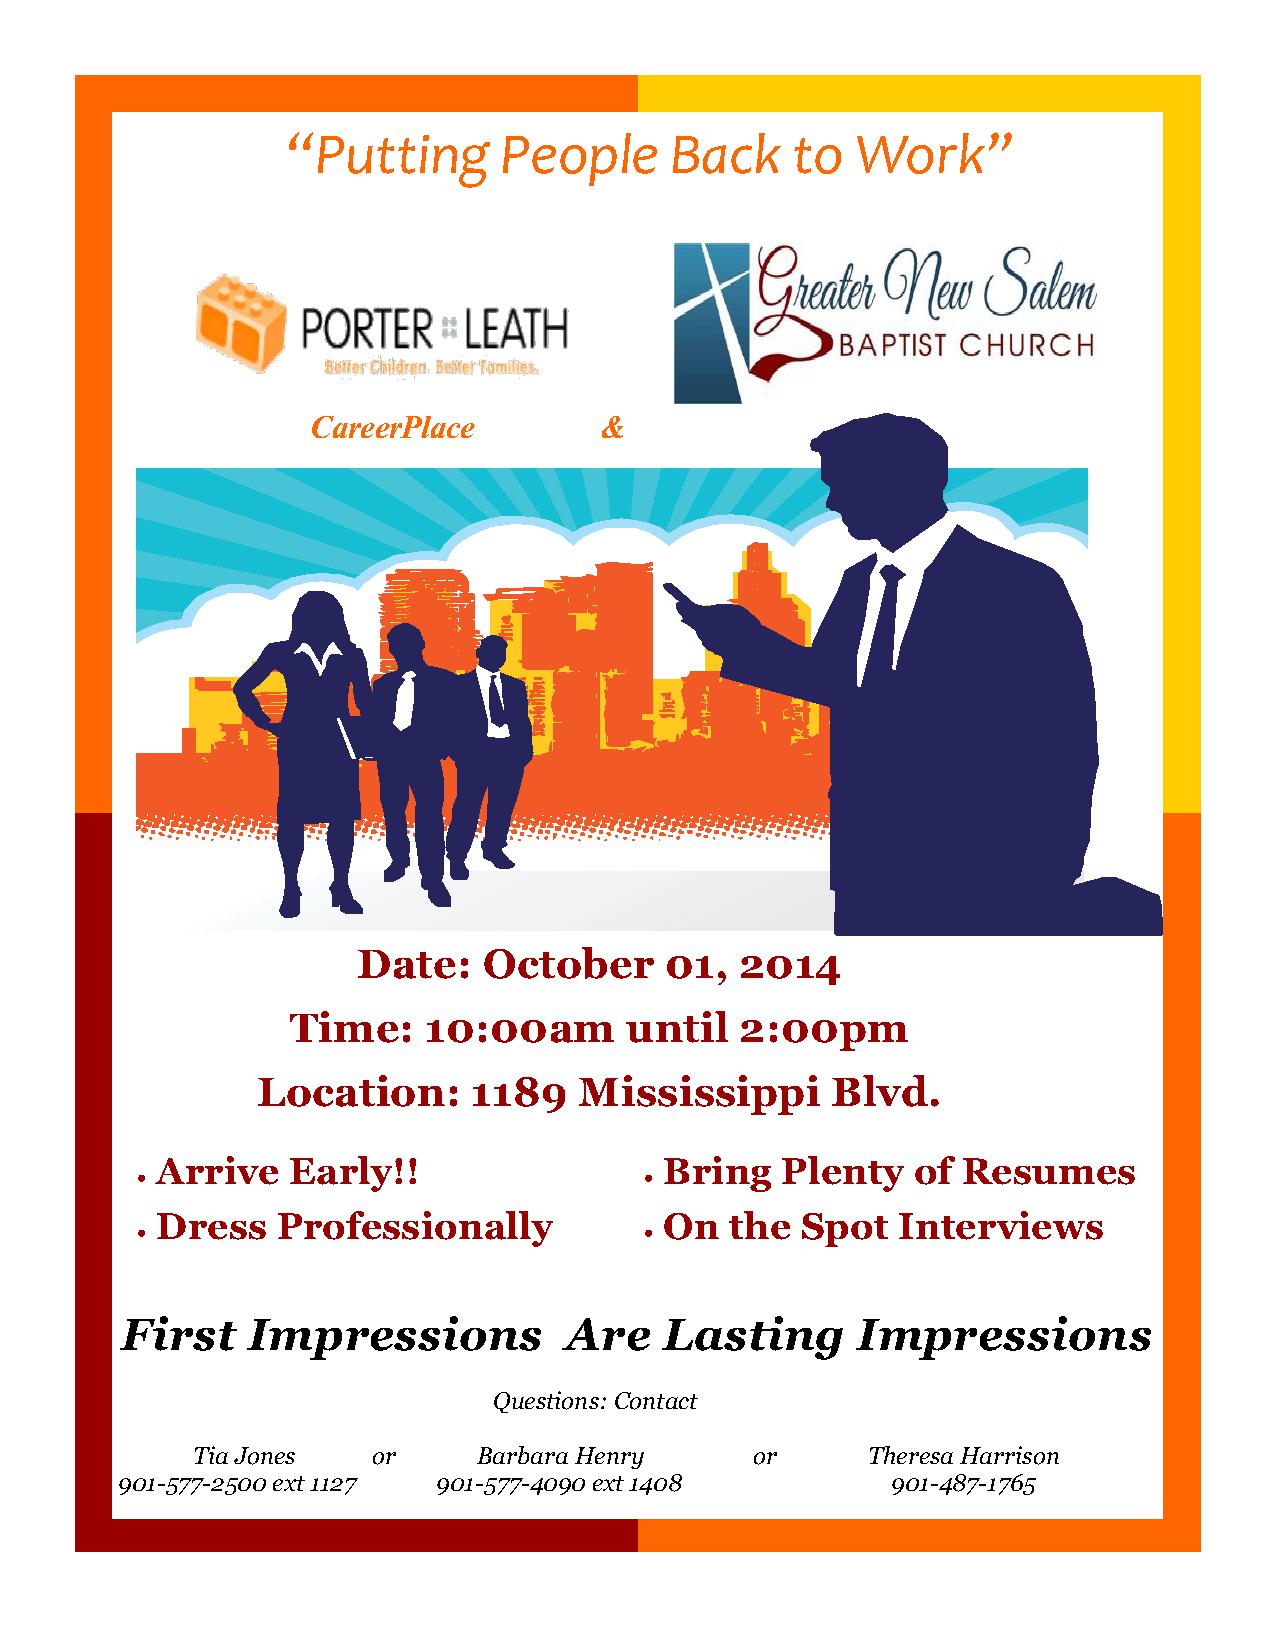 “Putting People Back to Work”
PORTER LEATH
Better Children. Better Families.
Greater New Salem
BAPTIST CHURCH
CareerPlace &
Date: October 01, 2014
Time: 10:00am until 2:00pm
Location: 1189 Mississippi Blvd.
• Arrive Early!!
• Dress Professionally
• Bring Plenty of Resumes
• On the Spot Interviews
First Impressions Are Lasting Impressions
Questions: Contact
Tia Jones or Barbara Henry or Theresa Harrison
901-577-2500 ext 1127 901-577-4090 ext 1408 901-487-1765